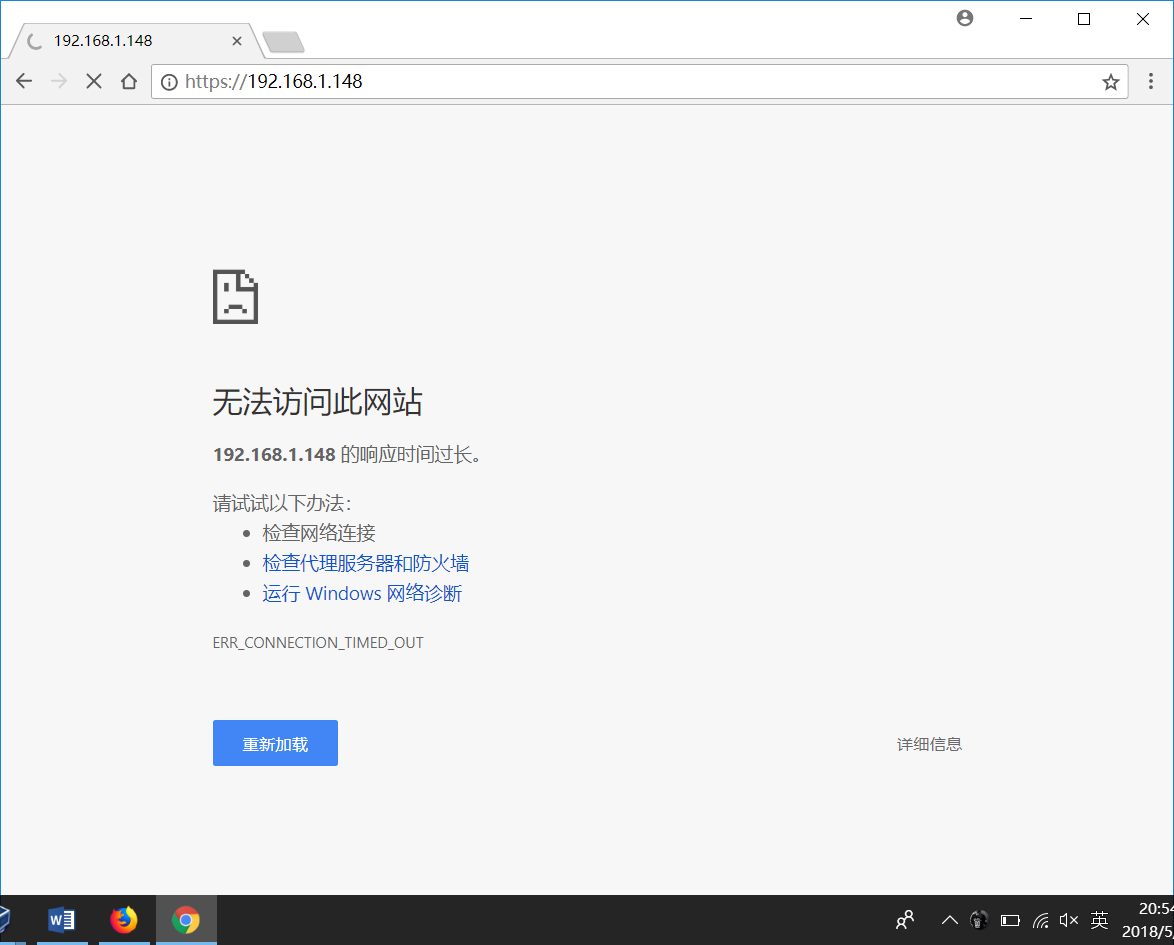 192.168.1.148
https://192.168.1.148
无法访问此网站
192.168.1.148 的响应时间过长。
请试试以下办法：
检查网络连接
检查代理服务器和防火墙
运行 Windows 网络诊断
ERR_CONNECTION_TIMED_OUT
重新加载
详细信息
英
20:54
2018/5